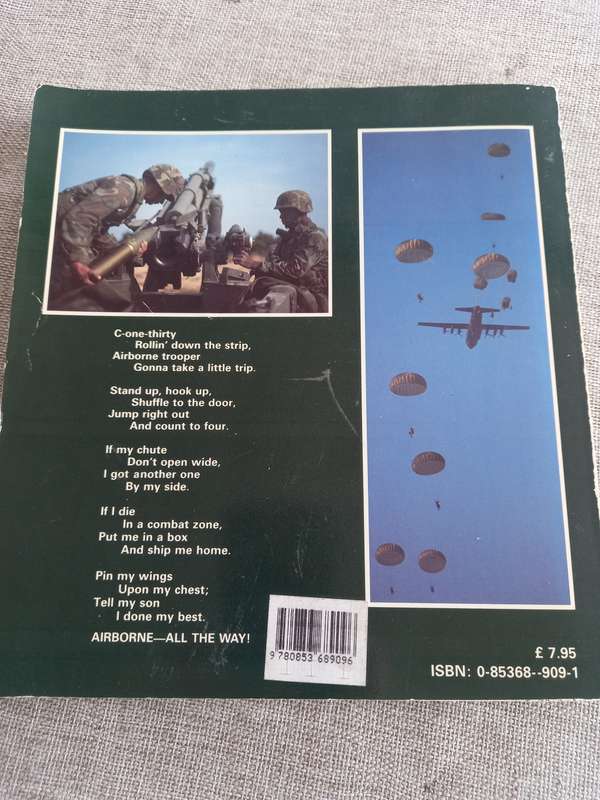 C-one-thirty
Rollin' down the strip,
Airborne trooper
Gonna take a little trip.
Stand up, hook up,
Shuffle to the door,
Jump right out
And count to four.
If my chute
Don't open wide,
I got another one
By my side.
If I die
In a combat zone,
Put me in a box
And ship me home.
Pin my wings
Upon my chest;
Tell my son
I done my best.
AIRBORNE—ALL THE WAY!
9 780853 689096
£ 7.95
ISBN: 0-85368--909-1